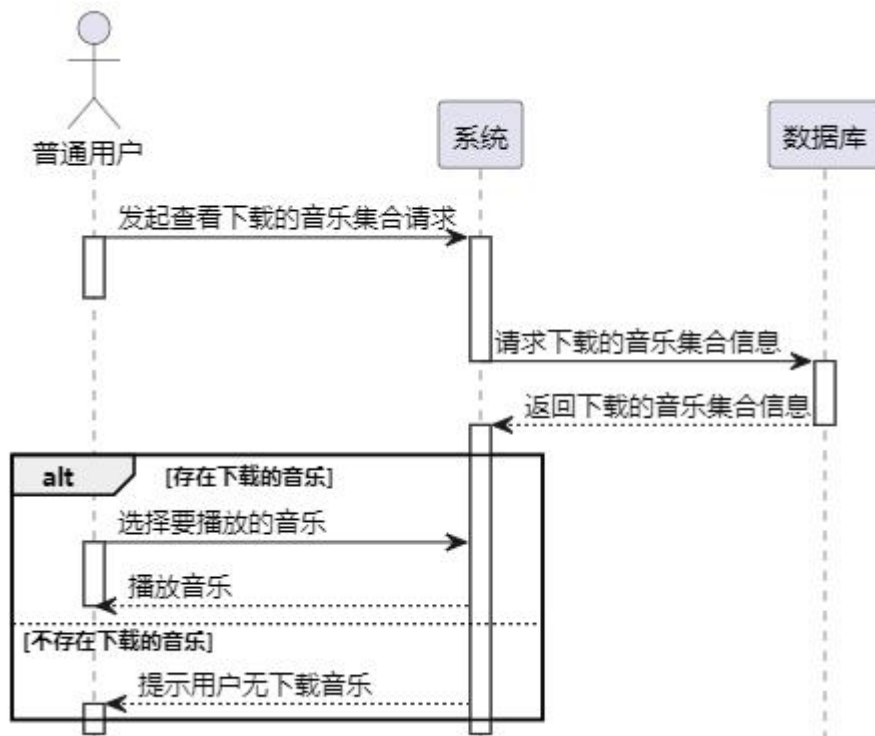 普通用户
系统
数据库
发起查看下载的音乐集合请求
请求下载的音乐集合信息
返回下载的音乐集合信息
alt [存在下载的音乐]
选择要播放的音乐
播放音乐
[不存在下载的音乐]
提示用户无下载音乐